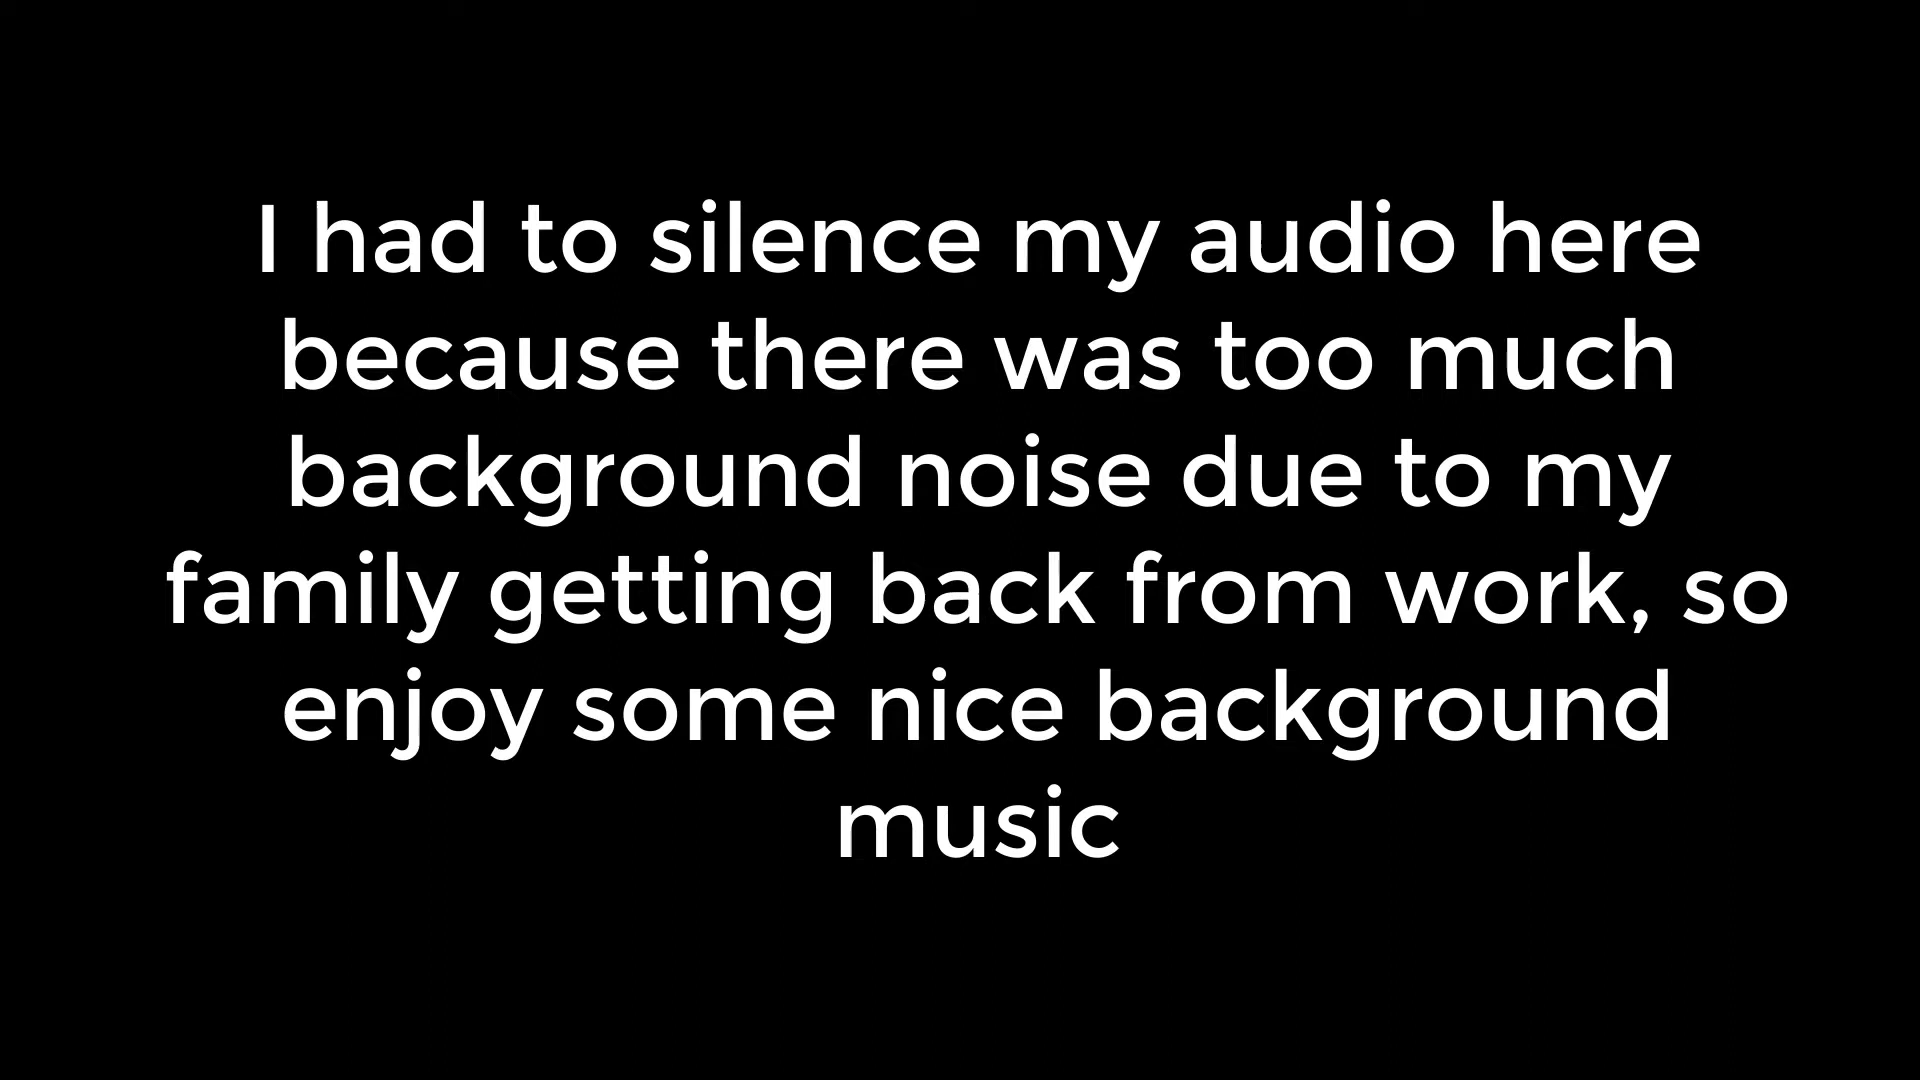 I had to silence my audio here
because there was too much
background noise due to my
family getting back from work, so
enjoy some nice background
music